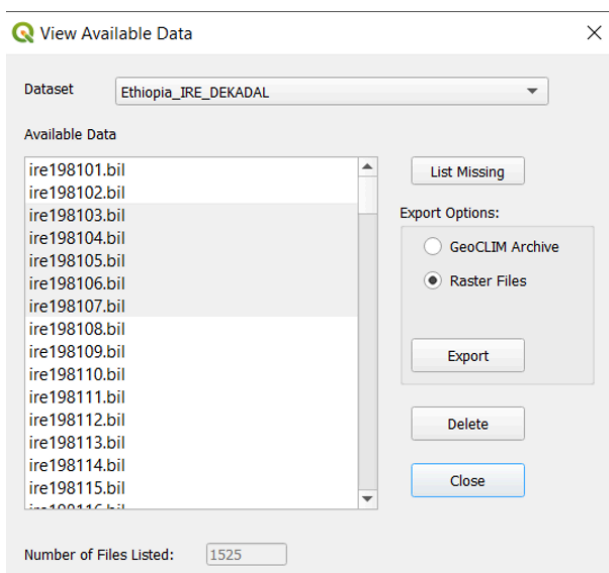 View Available Data
Dataset
Ethiopia_IRE_DEKADAL
Available Data
ire198101.bil
ire198102.bil
ire198103.bil
ire198104.bil
ire198105.bil
ire198106.bil
ire198107.bil
ire198108.bil
ire198109.bil
ire198110.bil
ire198111.bil
ire198112.bil
ire198113.bil
ire198114.bil
ire198115.bil
List Missing
Export Options:
GeoCLIM Archive
Raster Files
Export
Delete
Close
Number of Files Listed: 1525